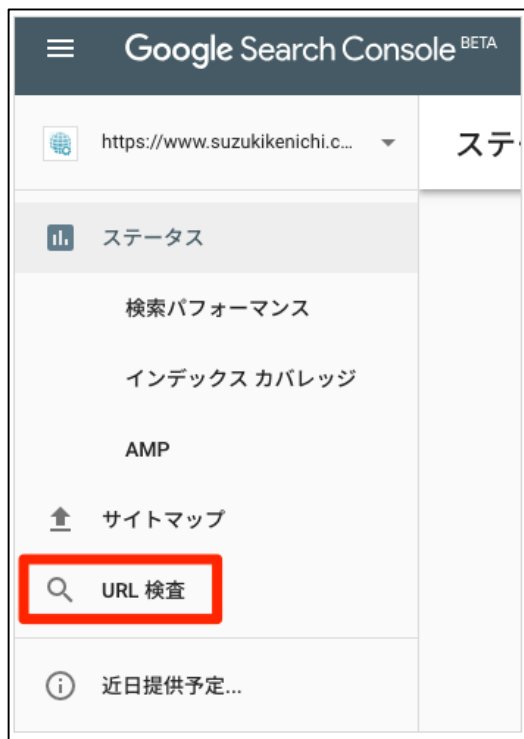 Google Search Console BETA
https://www.suzukikenichi.c...
ステ
ステータス
検索パフォーマンス
インデックス カバレッジ
AMP
サイトマップ
URL 検査
近日提供予定...